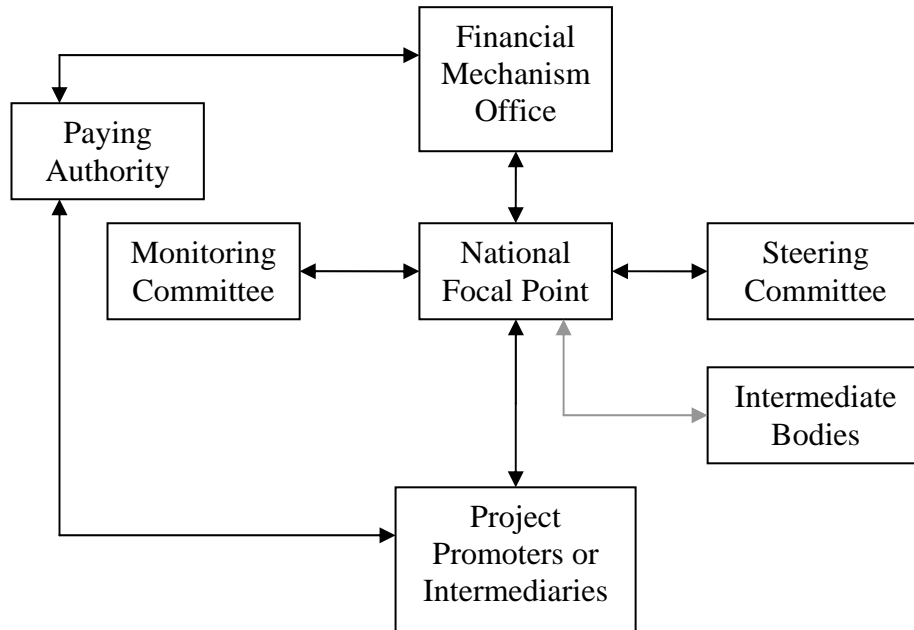 Financial
Mechanism
Office
Paying
Authority
Monitoring
Committee
National
Focal Point
Steering
Committee
Intermediate
Bodies
Project
Promoters or
Intermediaries